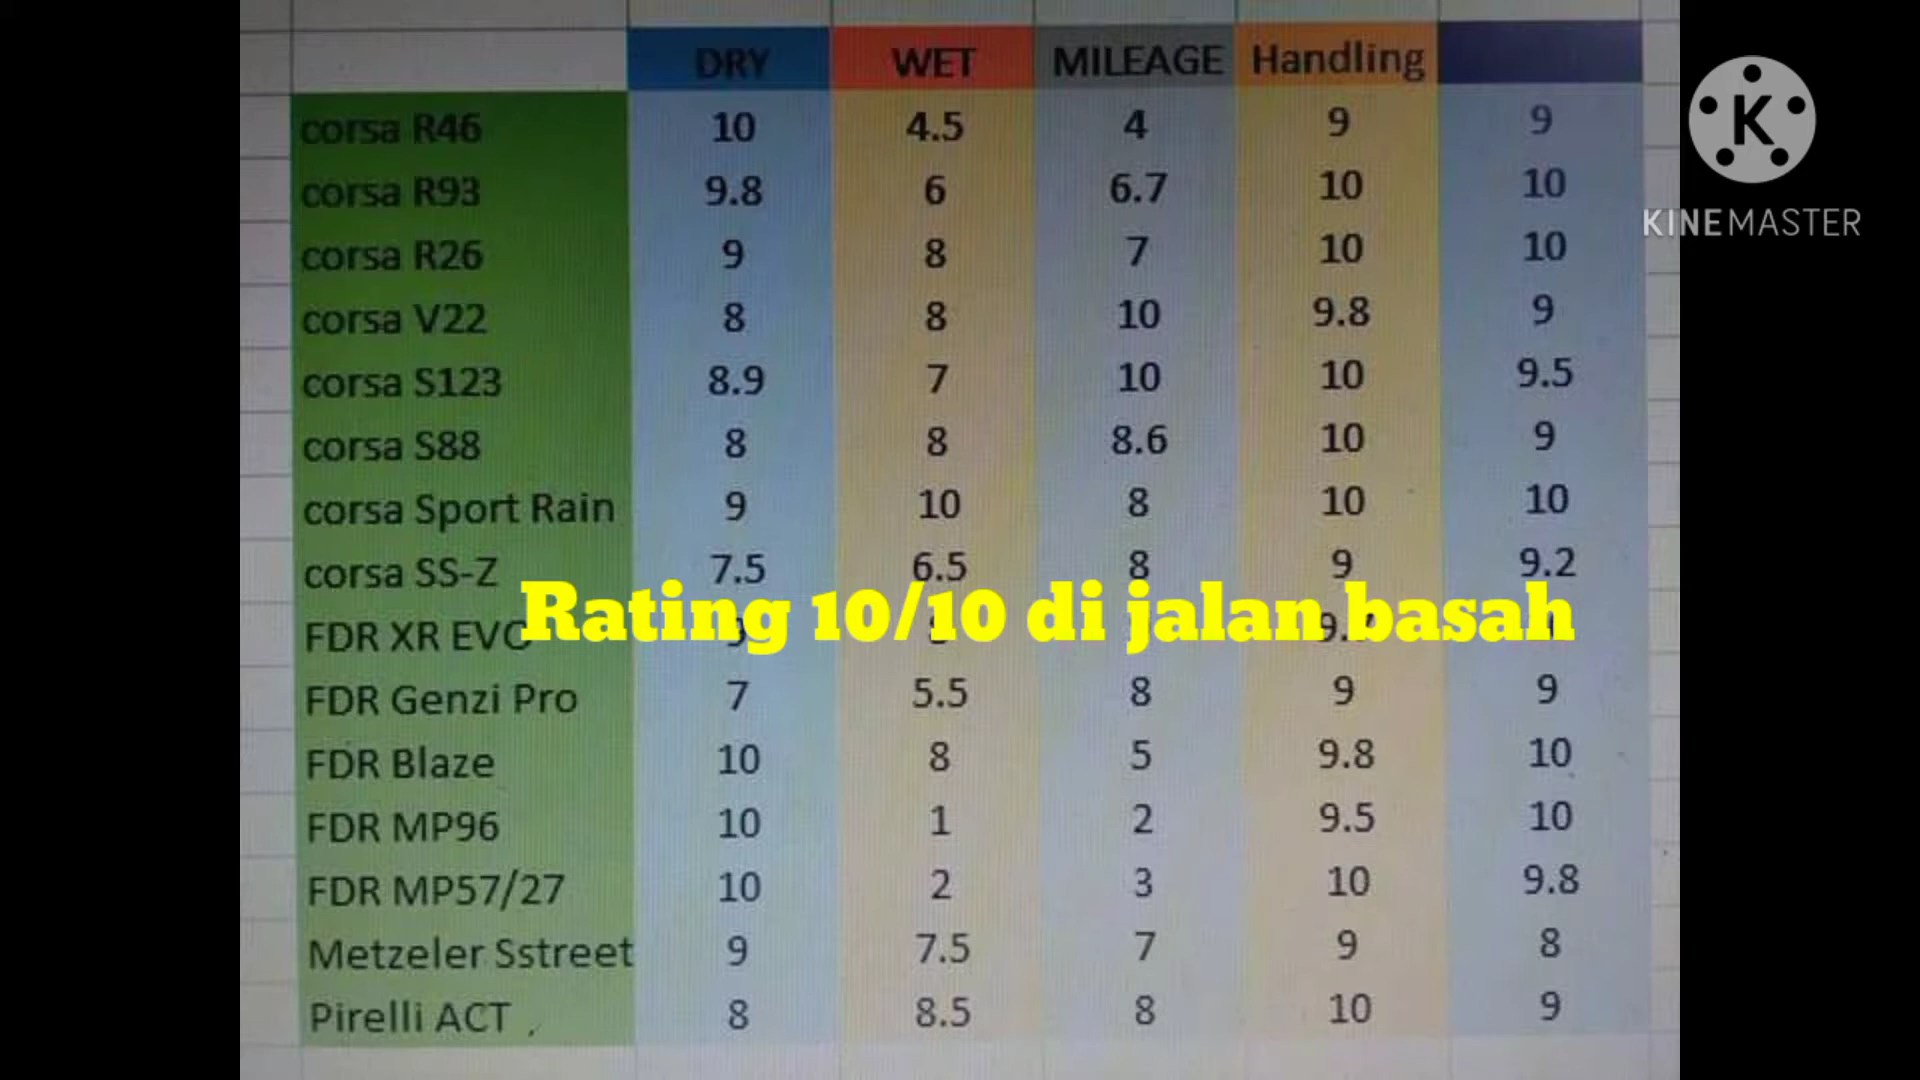 DRY WET MILEAGE Handling
corsa R46 10 4.5 4 9 9
corsa R93 9.8 6 6.7 10 10
corsa R26 9 8 7 10 10
corsa V22 8 8 10 9.8 9
corsa S123 8.9 7 10 10 9.5
corsa S88 8 8 8.6 10 9
corsa Sport Rain 9 10 8 10 10
corsa SS-Z 7.5 6.5 8 9 9.2
Rating 10/10 di jalan basah
FDR XR EVO
FDR Genzi Pro 7 5.5 8 9 9
FDR Blaze 10 8 5 9.8 10
FDR MP96 10 1 2 9.5 10
FDR MP57/27 10 2 3 10 9.8
Metzeler Sstreet 9 7.5 7 9 8
Pirelli ACT 8 8.5 8 10 9
K
KINEMASTER